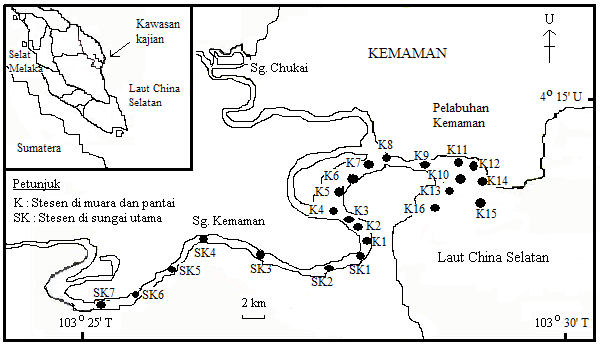 Kawasan
kajian
Selat
Melaka
Laut China
Selatan
Sumatera
Petunjuk
K : Stesen di muara dan pantai
SK : Stesen di sungai utama
KEMAMAN
U
Sg. Chukai
4° 15' U
Pelabuhan
Kemaman
K8
K11
K9
K12
K7
K10
K14
K6
K13
K5
K16
K15
K4
K3
K2
K1
Sg. Kemaman
Laut China Selatan
SK4
SK3
SK1
SK5
SK2
SK7
SK6
2 km
103° 25' T
103° 30' T